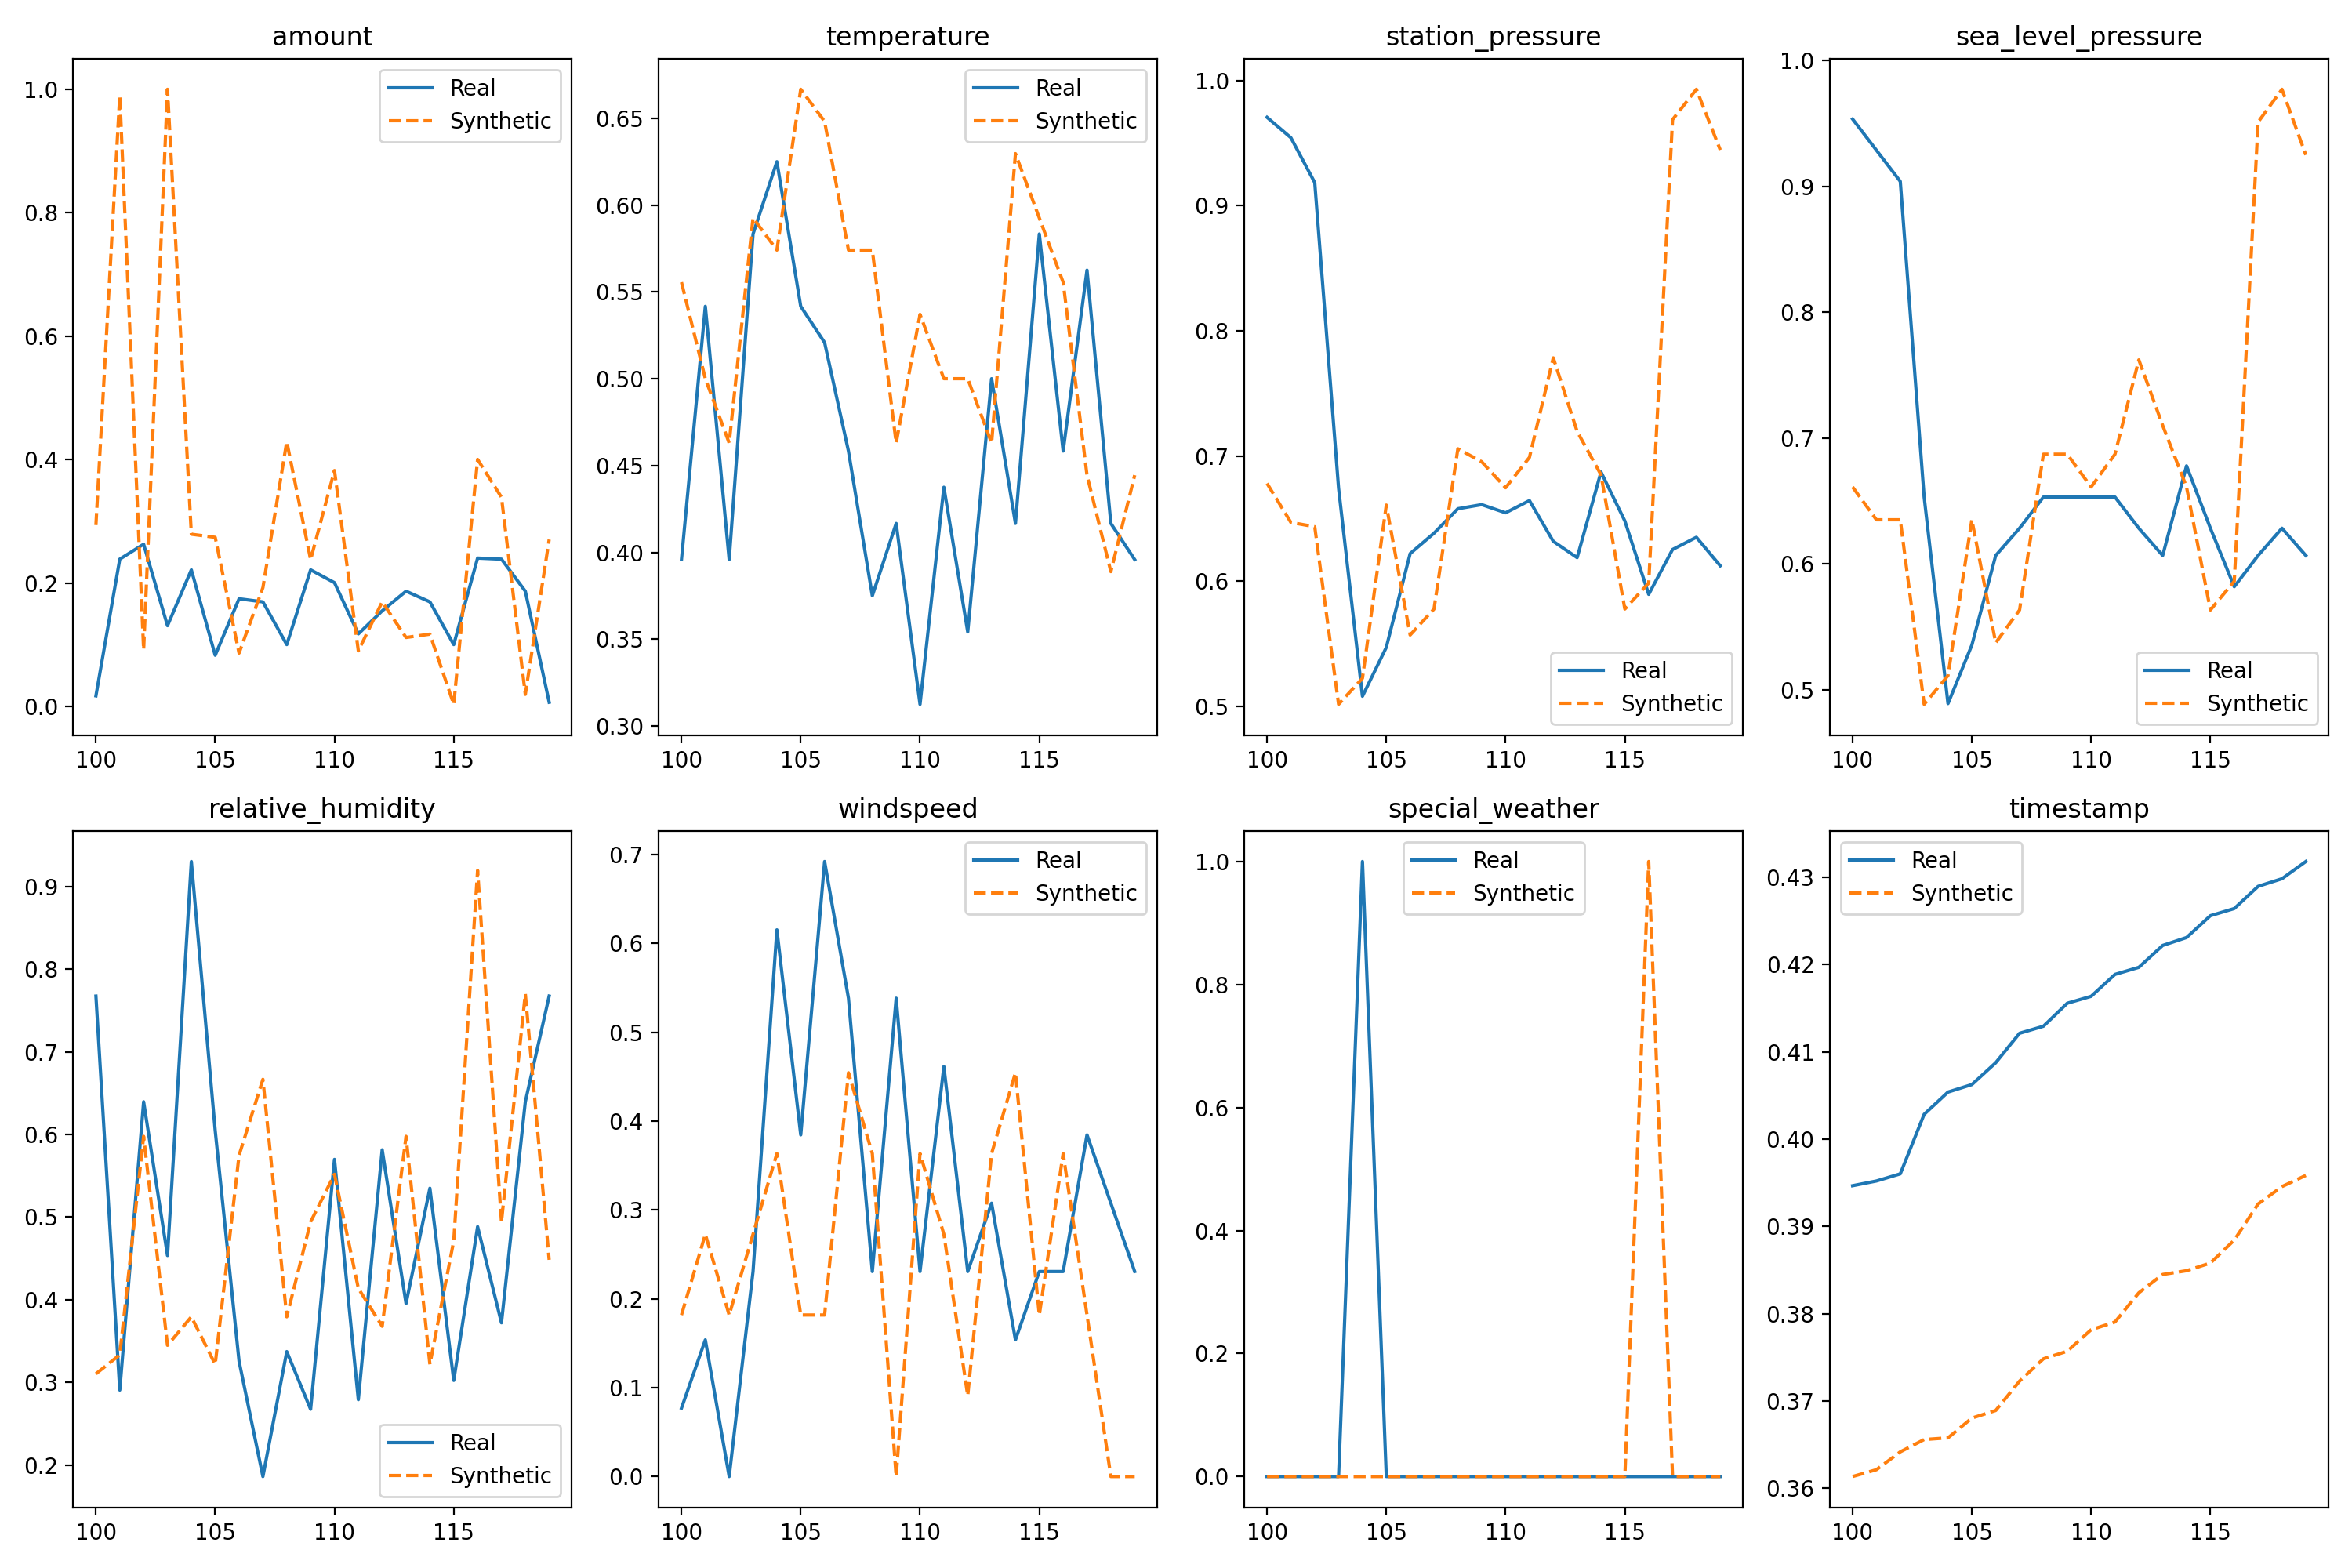 amount
Real
Synthetic
1.0
0.8
0.6
0.4
0.2
0.0
100 105 110 115
temperature
Real
Synthetic
0.65
0.60
0.55
0.50
0.45
0.40
0.35
0.30
100 105 110 115
station_pressure
1.0
0.9
0.8
0.7
0.6
0.5
Real
Synthetic
100 105 110 115
sea_level_pressure
1.0
0.9
0.8
0.7
0.6
0.5
Real
Synthetic
100 105 110 115
relative_humidity
0.9
0.8
0.7
0.6
0.5
0.4
0.3
0.2
Real
Synthetic
100 105 110 115
windspeed
Real
Synthetic
0.7
0.6
0.5
0.4
0.3
0.2
0.1
0.0
100 105 110 115
special_weather
Real
Synthetic
1.0
0.8
0.6
0.4
0.2
0.0
100 105 110 115
timestamp
Real
Synthetic
0.43
0.42
0.41
0.40
0.39
0.38
0.37
0.36
100 105 110 115